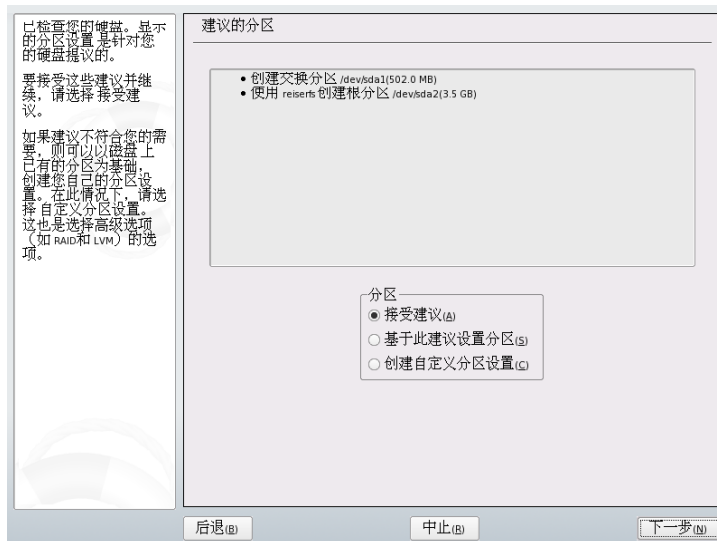 已检查您的硬盘。显示
的分区设置是针对您
的硬盘提议的。
要接受这些建议并继
续，请选择 接受建
议。
如果建议不符合您的需
要，则可以以磁盘 上
已有的分区为基础，
创建您自己的分区设
置。在此情况下，请选
择 自定义分区设置。
这也是选择高级选项
（如 RAID和 LVM）的选
项。
建议的分区
• 创建交换分区 /dev/sda1(502.0 MB)
• 使用 reiserfs 创建根分区 /dev/sda2(3.5 GB)
分区
接受建议(A)
基于此建议设置分区(S)
创建自定义分区设置(C)
后退(B)
中止(R)
下一步(N)